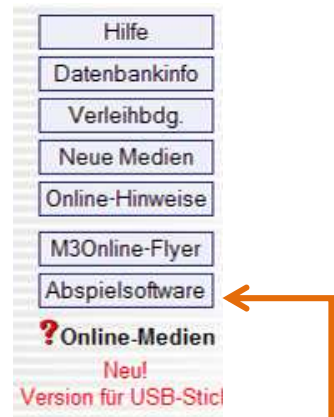 Hilfe
Datenbankinfo
Verleihbdg.
Neue Medien
Online-Hinweise
M3Online-Flyer
Abspielsoftware
?Online-Medien
Neu!
Version für USB-Stic